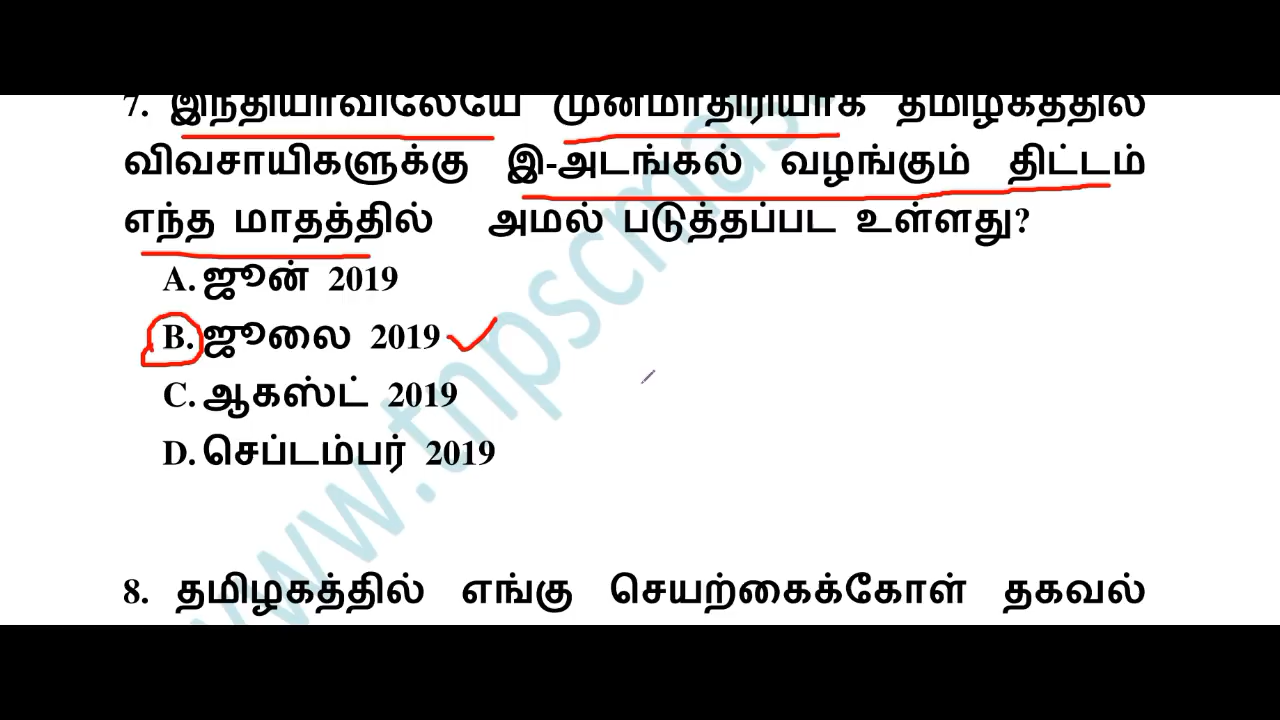 7. இந்தியாவிலேயே முன்மாதிரியாக தமிழகத்தில்
விவசாயிகளுக்கு இ-அடங்கல் வழங்கும் திட்டம்
எந்த மாதத்தில் அமல் படுத்தப்பட உள்ளது?
A. ஜூன் 2019
B. ஜூலை 2019
C. ஆகஸ்ட் 2019
D. செப்டம்பர் 2019
8. தமிழகத்தில் எங்கு செயற்கைக்கோள் தகவல்